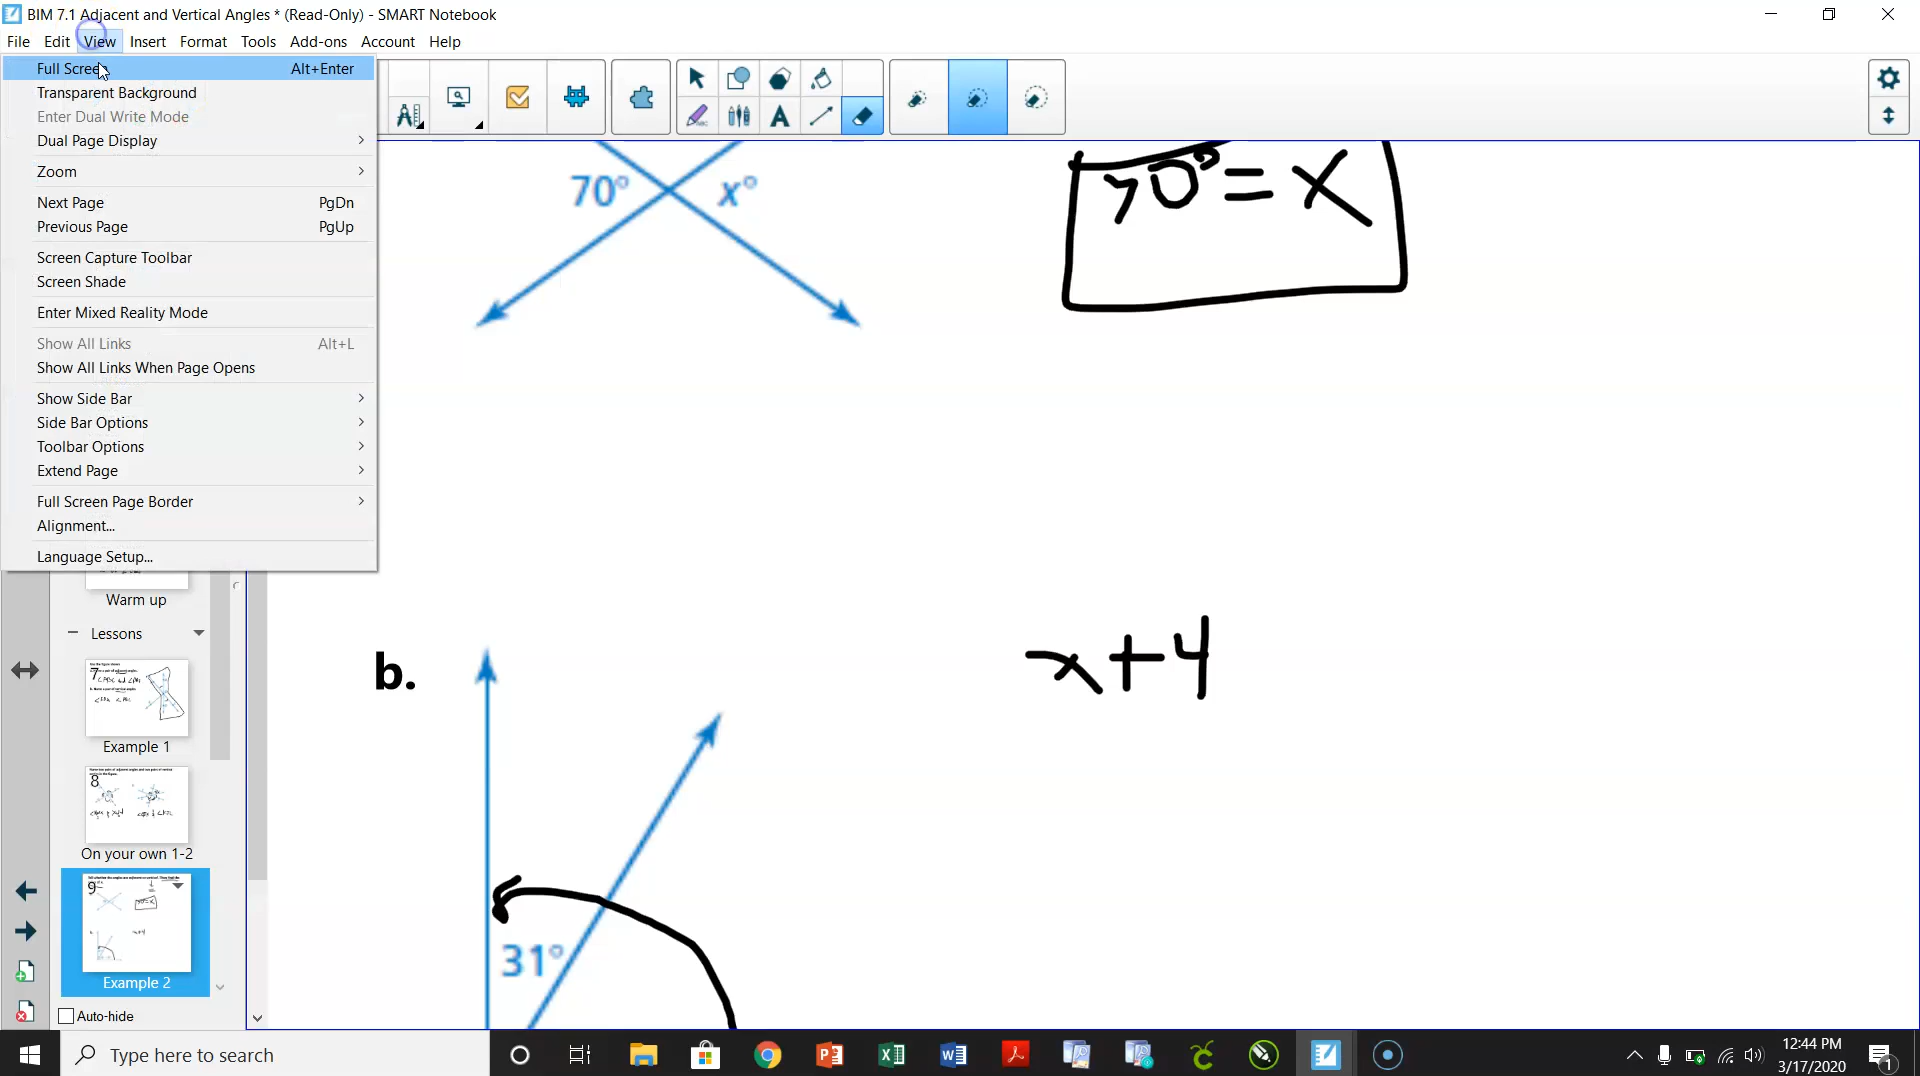 BIM 7.1 Adjacent and Vertical Angles * (Read-Only) - SMART Notebook
File Edit View Insert Format Tools Add-ons Account Help
Full Screen Alt+Enter
Transparent Background
Enter Dual Write Mode
Dual Page Display
Zoom
Next Page PgDn
Previous Page PgUp
Screen Capture Toolbar
Screen Shade
Enter Mixed Reality Mode
Show All Links Alt+L
Show All Links When Page Opens
Show Side Bar
Side Bar Options
Toolbar Options
Extend Page
Full Screen Page Border
Alignment...
Language Setup...
70° x°
70° = x
b.
x+4
31°
Warm up
Lessons
7
Example 1
8
On your own 1-2
9
Example 2
Auto-hide
Type here to search
12:44 PM
3/17/2020
1